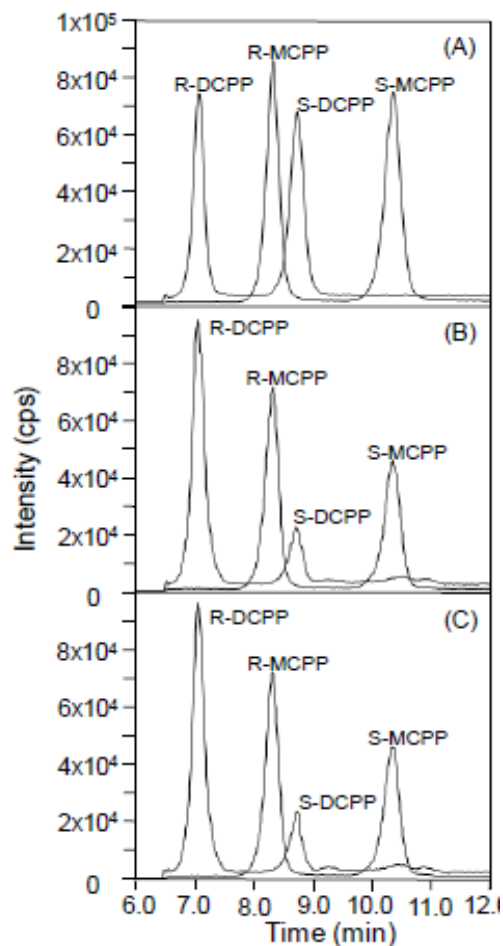 1x10⁵
(A)
R-MCPP
R-DCPP
S-MCPP
8x10⁴
S-DCPP
6x10⁴
4x10⁴
2x10⁴
0
R-DCPP
(B)
8x10⁴
R-MCPP
6x10⁴
S-MCPP
4x10⁴
S-DCPP
2x10⁴
0
R-DCPP
(C)
8x10⁴
R-MCPP
6x10⁴
S-MCPP
4x10⁴
S-DCPP
2x10⁴
0
Intensity (cps)
6.0 7.0 8.0 9.0 10.0 11.0 12.0
Time (min)